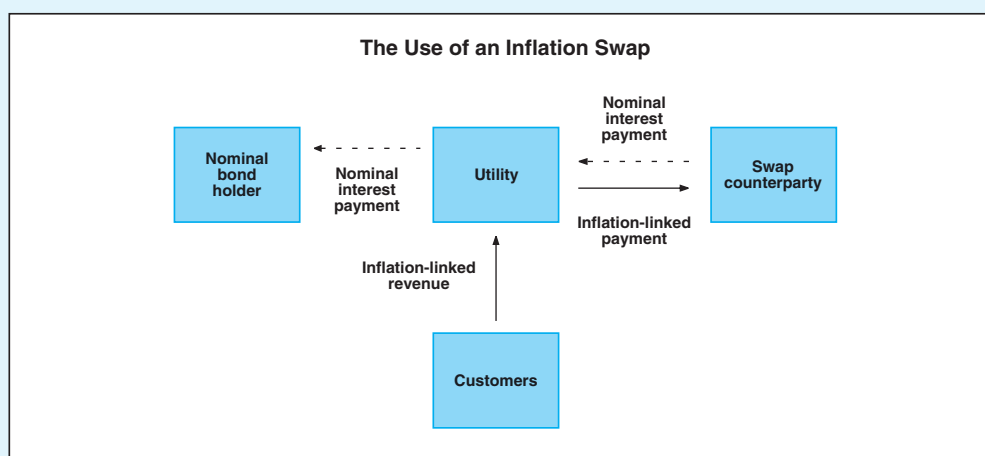 The Use of an Inflation Swap
Nominal
bond
holder
Nominal
interest
payment
Utility
Nominal
interest
payment
Swap
counterparty
Inflation-linked
payment
Inflation-linked
revenue
Customers